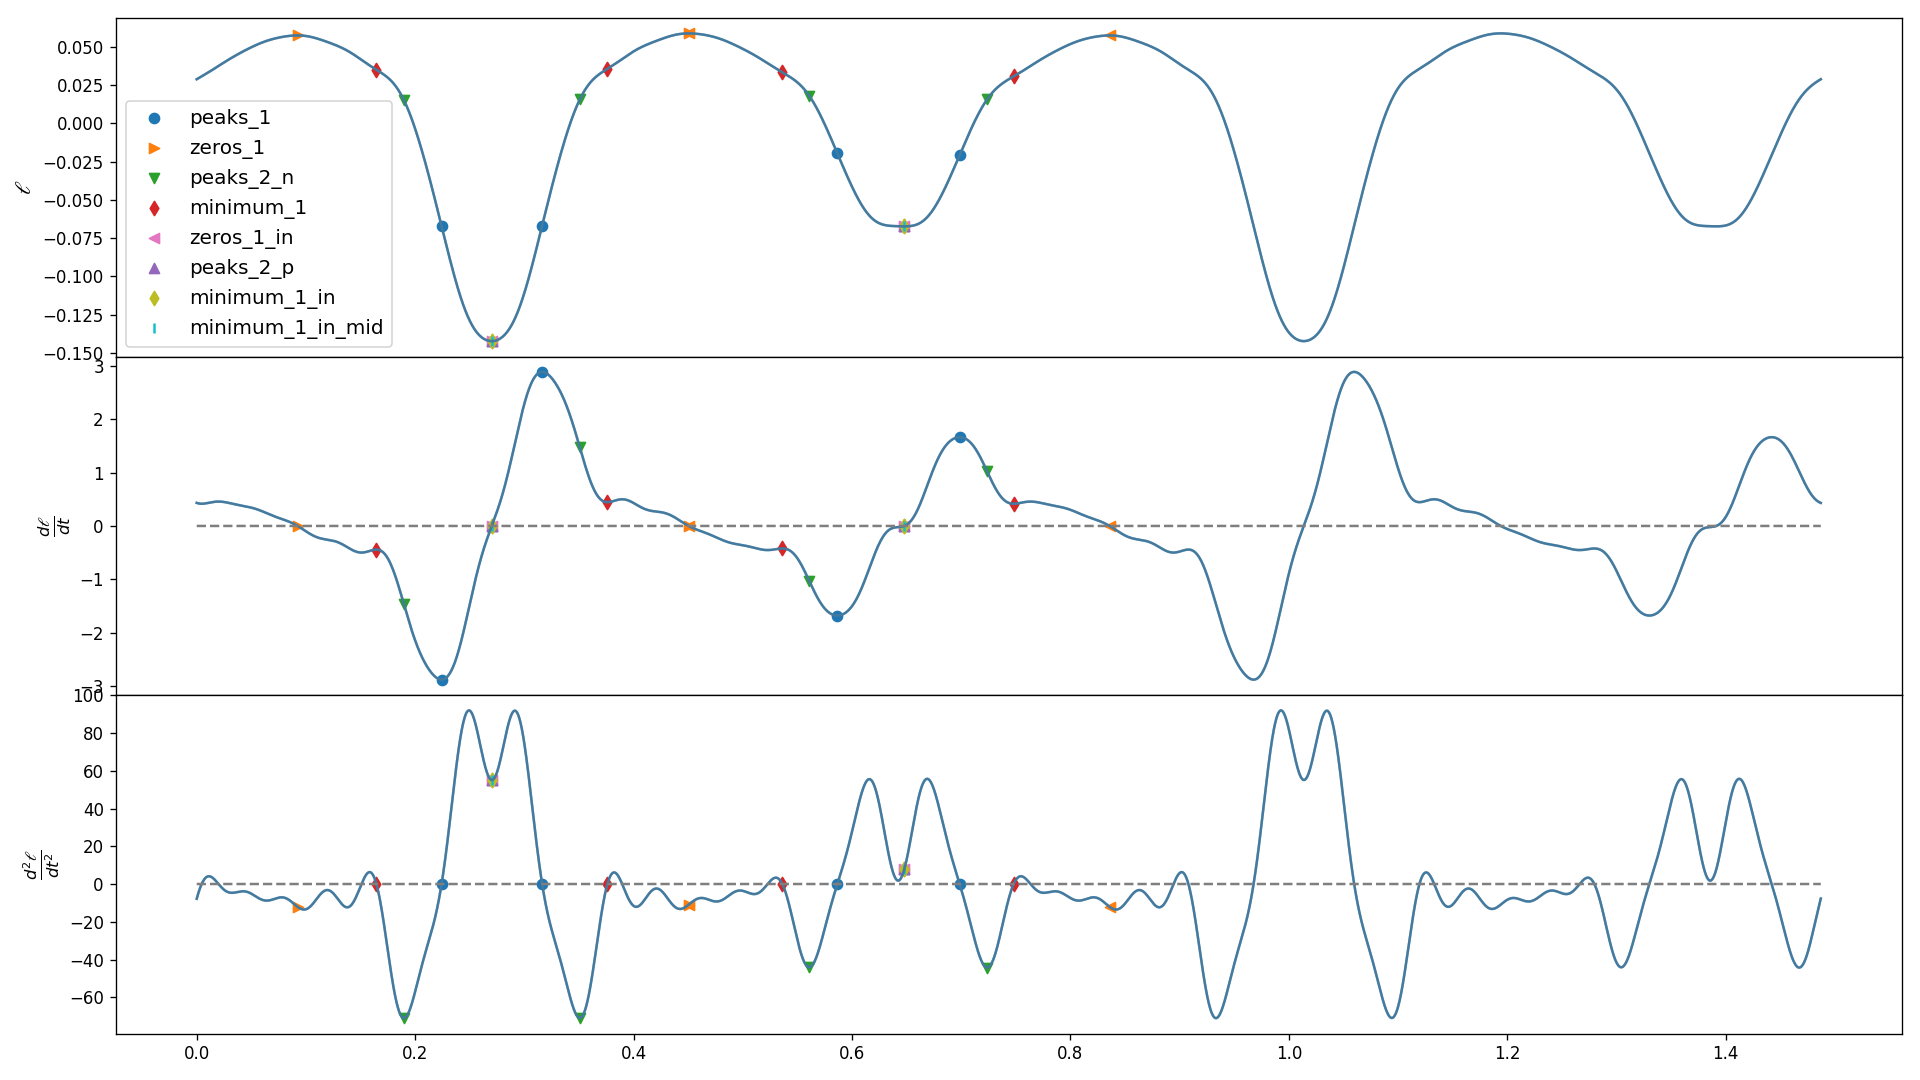 0.050
0.025
0.000
−0.025
−0.050
−0.075
−0.100
−0.125
−0.150
ℓ
peaks_1
zeros_1
peaks_2_n
minimum_1
zeros_1_in
peaks_2_p
minimum_1_in
minimum_1_in_mid
3
2
1
0
−1
−2
−3
dℓ
dt
100
80
60
40
20
0
−20
−40
−60
d²ℓ
dt²
0.0 0.2 0.4 0.6 0.8 1.0 1.2 1.4